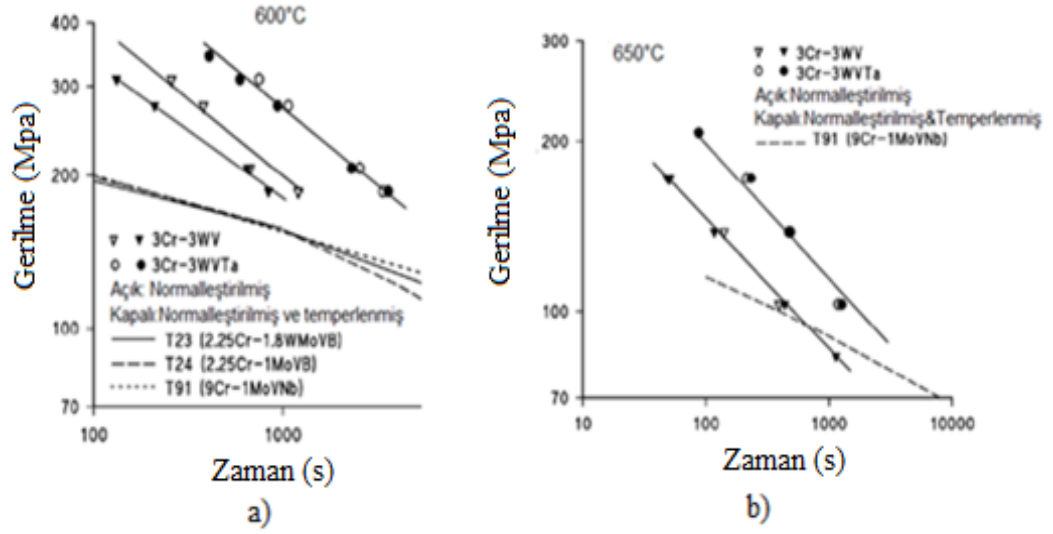 600°C
400
300
200
100
70
100
1000
Gerilme (Mpa)
3Cr-3WV
3Cr-3WVTa
Açık: Normalleştirilmiş
Kapalı:Normalleştirilmiş ve temperlenmiş
T23 (2.25Cr-1.8WMoVB)
T24 (2.25Cr-1MoVB)
T91 (9Cr-1MoVNb)
Zaman (s)
a)
650°C
300
200
100
70
10
100
1000
10000
Gerilme (Mpa)
3Cr-3WV
3Cr-3WVTa
Açık:Normalleştirilmiş
Kapalı:Normalleştirilmiş&Temperlenmiş
T91 (9Cr-1MoVNb)
Zaman (s)
b)